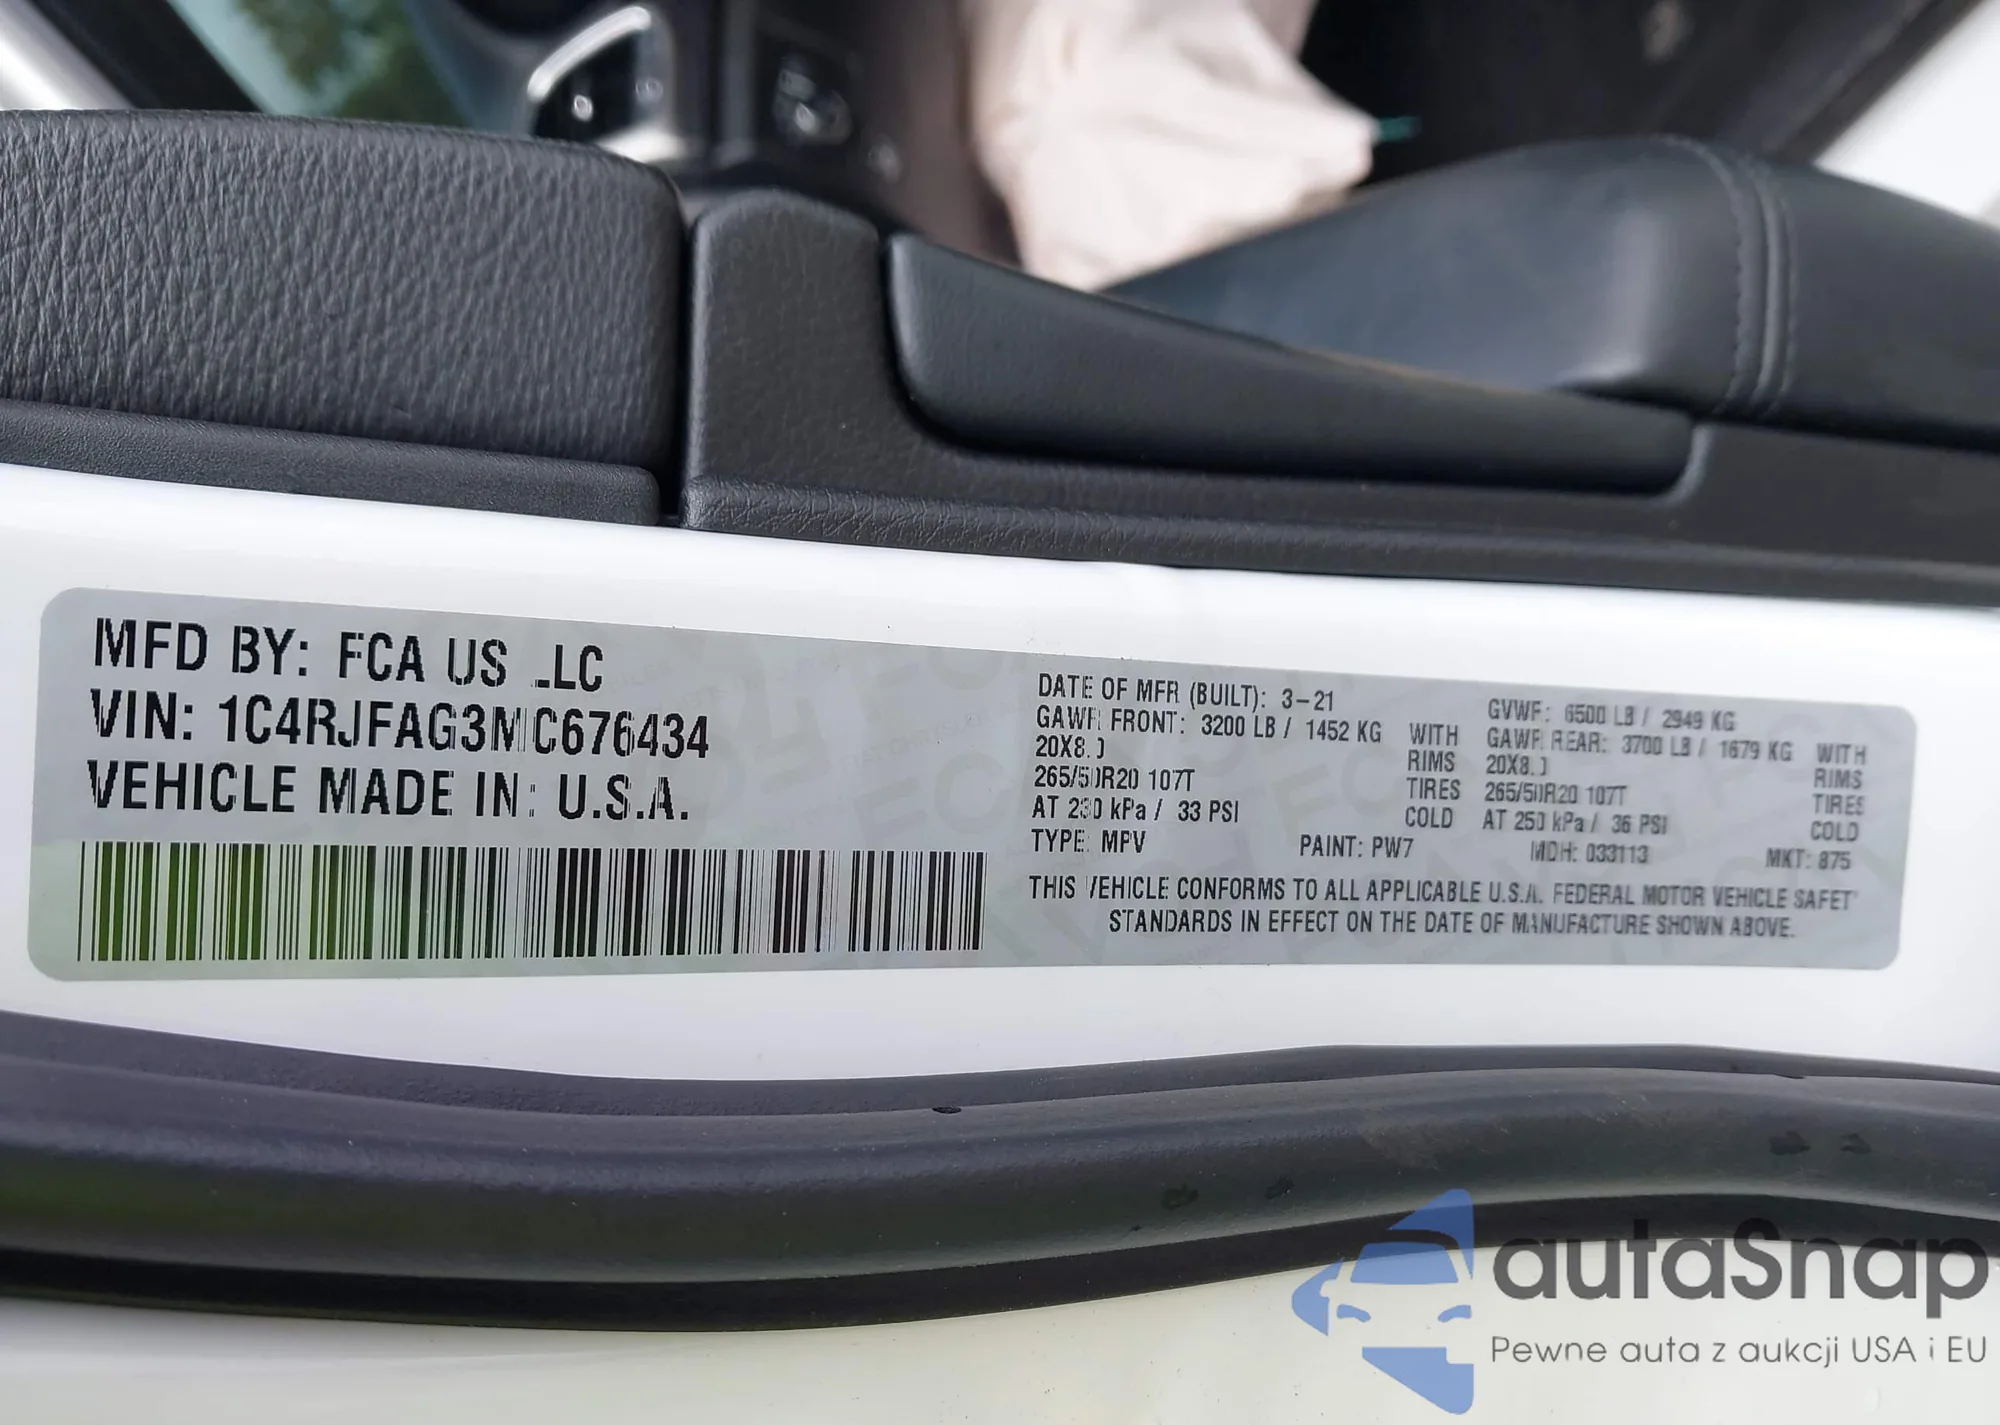 MFD BY: FCA US LLC
VIN: 1C4RJFAG3MC676434
VEHICLE MADE IN: U.S.A.
DATE OF MFR (BUILT): 3-21
GAWR FRONT: 3200 LB / 1452 KG WITH
20X8.0 RIMS
265/50R20 107T TIRES
AT 230 kPa / 33 PSI COLD
GVWR: 6500 LB / 2949 KG
GAWR REAR: 3700 LB / 1679 KG WITH
20X8.0 RIMS
265/50R20 107T TIRES
AT 250 kPa / 36 PSI COLD
TYPE: MPV PAINT: PW7 MDH: 033113 MKT: 875
THIS VEHICLE CONFORMS TO ALL APPLICABLE U.S.A. FEDERAL MOTOR VEHICLE SAFETY
STANDARDS IN EFFECT ON THE DATE OF MANUFACTURE SHOWN ABOVE.
autaSnap
Pewne auta z aukcji USA i EU